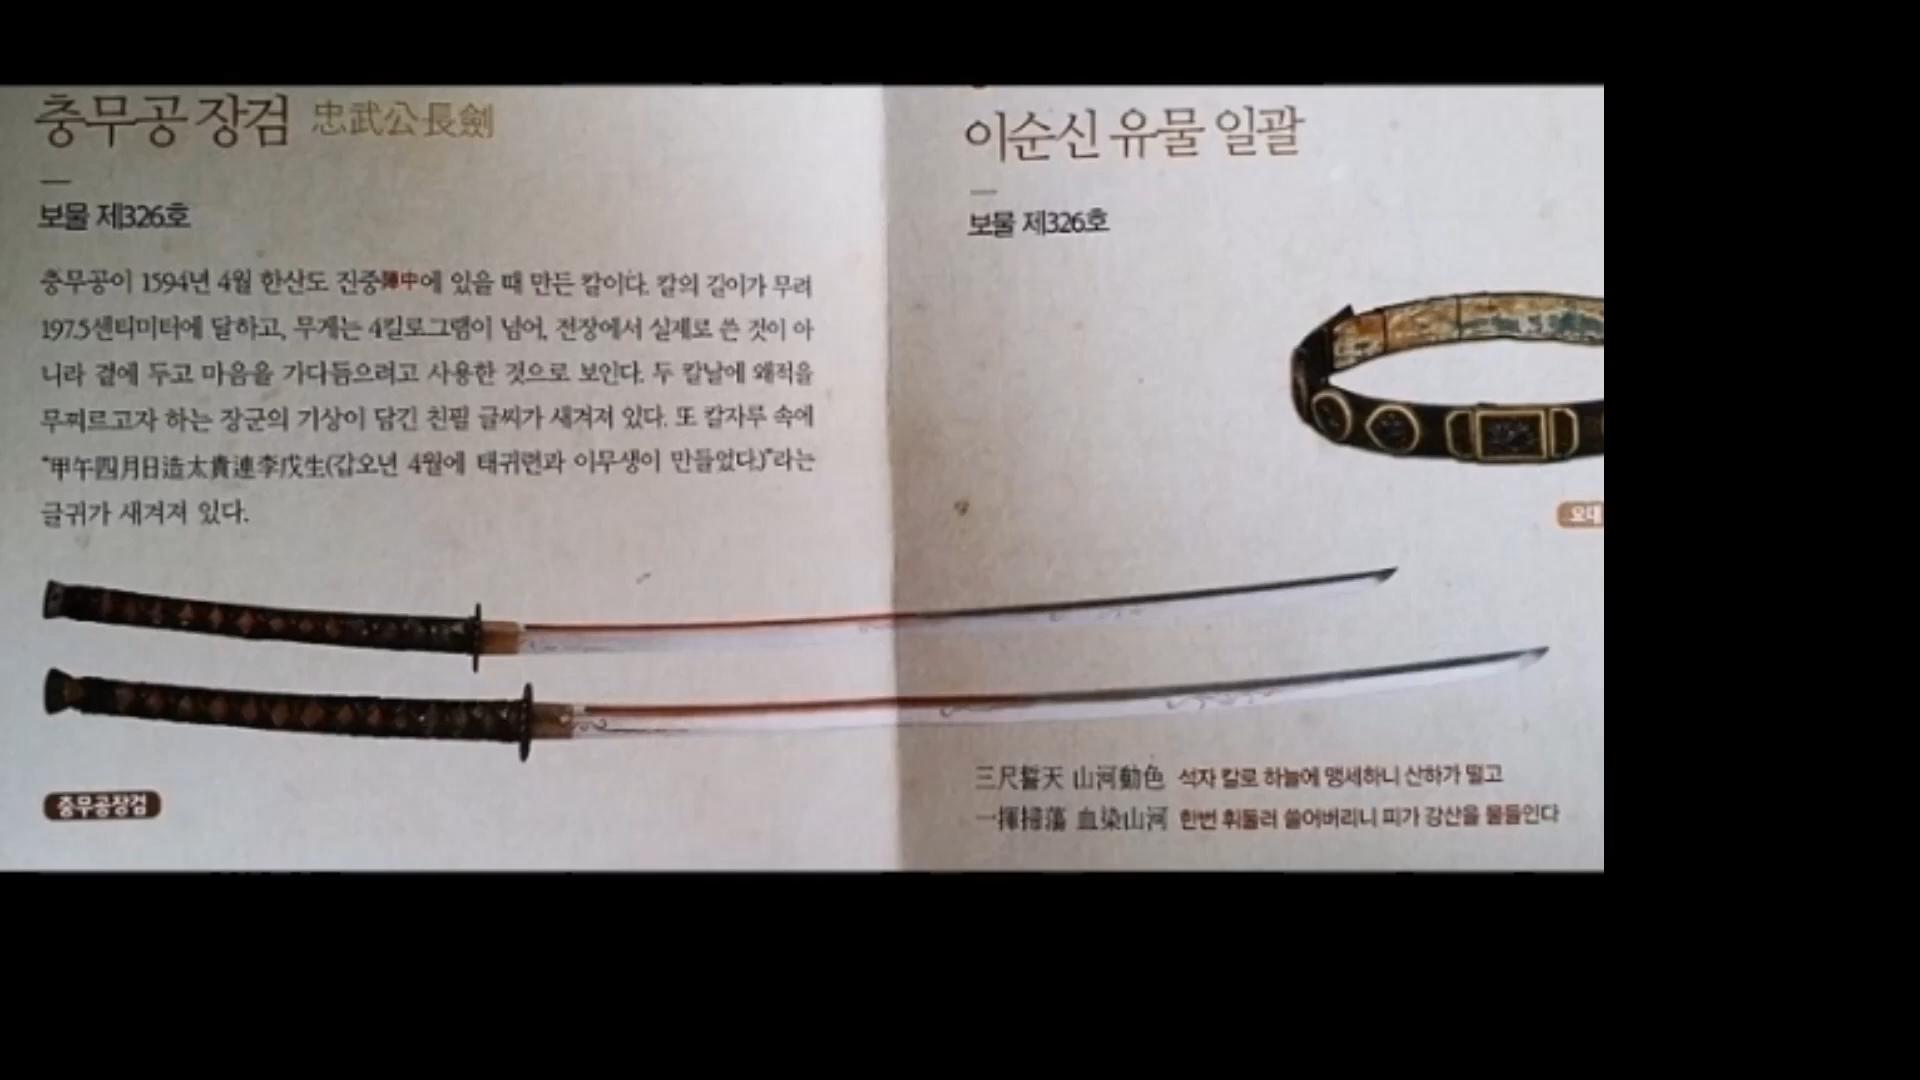 충무공 장검 忠武公長劍
보물 제326호
충무공이 1594년 4월 한산도 진중陣中에 있을 때 만든 칼이다. 칼의 길이가 무려
197.5센티미터에 달하고, 무게는 4킬로그램이 넘어, 전장에서 실제로 쓴 것이 아
니라 곁에 두고 마음을 가다듬으려고 사용한 것으로 보인다. 두 칼날에 왜적을
무찌르고자 하는 장군의 기상이 담긴 친필 글씨가 새겨져 있다. 또 칼자루 속에
“甲午四月日造太貴連李戊生(갑오년 4월에 태귀련과 이무생이 만들었다.)”라는
글귀가 새겨져 있다.
충무공장검
이순신 유물 일괄
보물 제326호
요대
三尺誓天 山河動色 석자 칼로 하늘에 맹세하니 산하가 떨고
一揮掃蕩 血染山河 한번 휘둘러 쓸어버리니 피가 강산을 물들인다